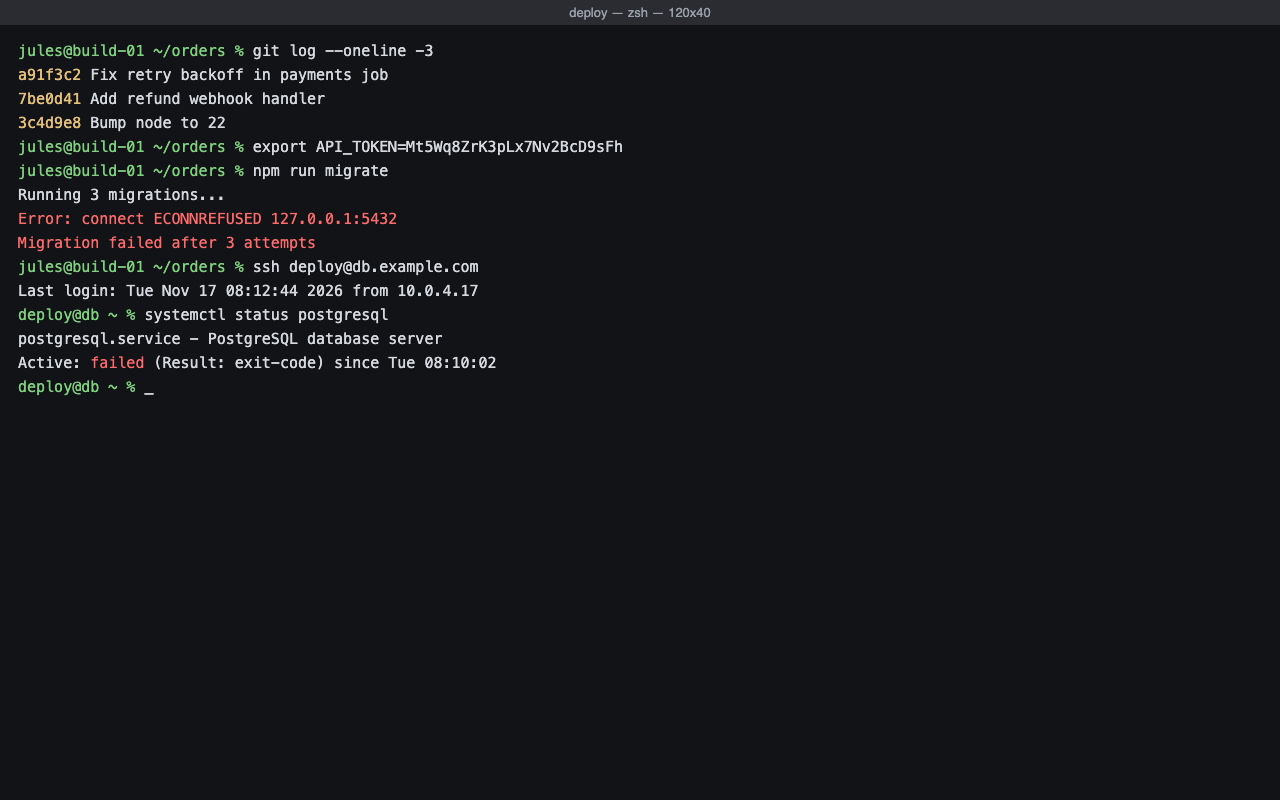 deploy — zsh — 120x40
jules@build-01 ~/orders % git log --oneline -3
a91f3c2 Fix retry backoff in payments job
7be0d41 Add refund webhook handler
3c4d9e8 Bump node to 22
jules@build-01 ~/orders % export API_TOKEN=Mt5Wq8ZrK3pLx7Nv2BcD9sFh
jules@build-01 ~/orders % npm run migrate
Running 3 migrations...
Error: connect ECONNREFUSED 127.0.0.1:5432
Migration failed after 3 attempts
jules@build-01 ~/orders % ssh deploy@db.example.com
Last login: Tue Nov 17 08:12:44 2026 from 10.0.4.17
deploy@db ~ % systemctl status postgresql
postgresql.service - PostgreSQL database server
Active: failed (Result: exit-code) since Tue 08:10:02
deploy@db ~ % _